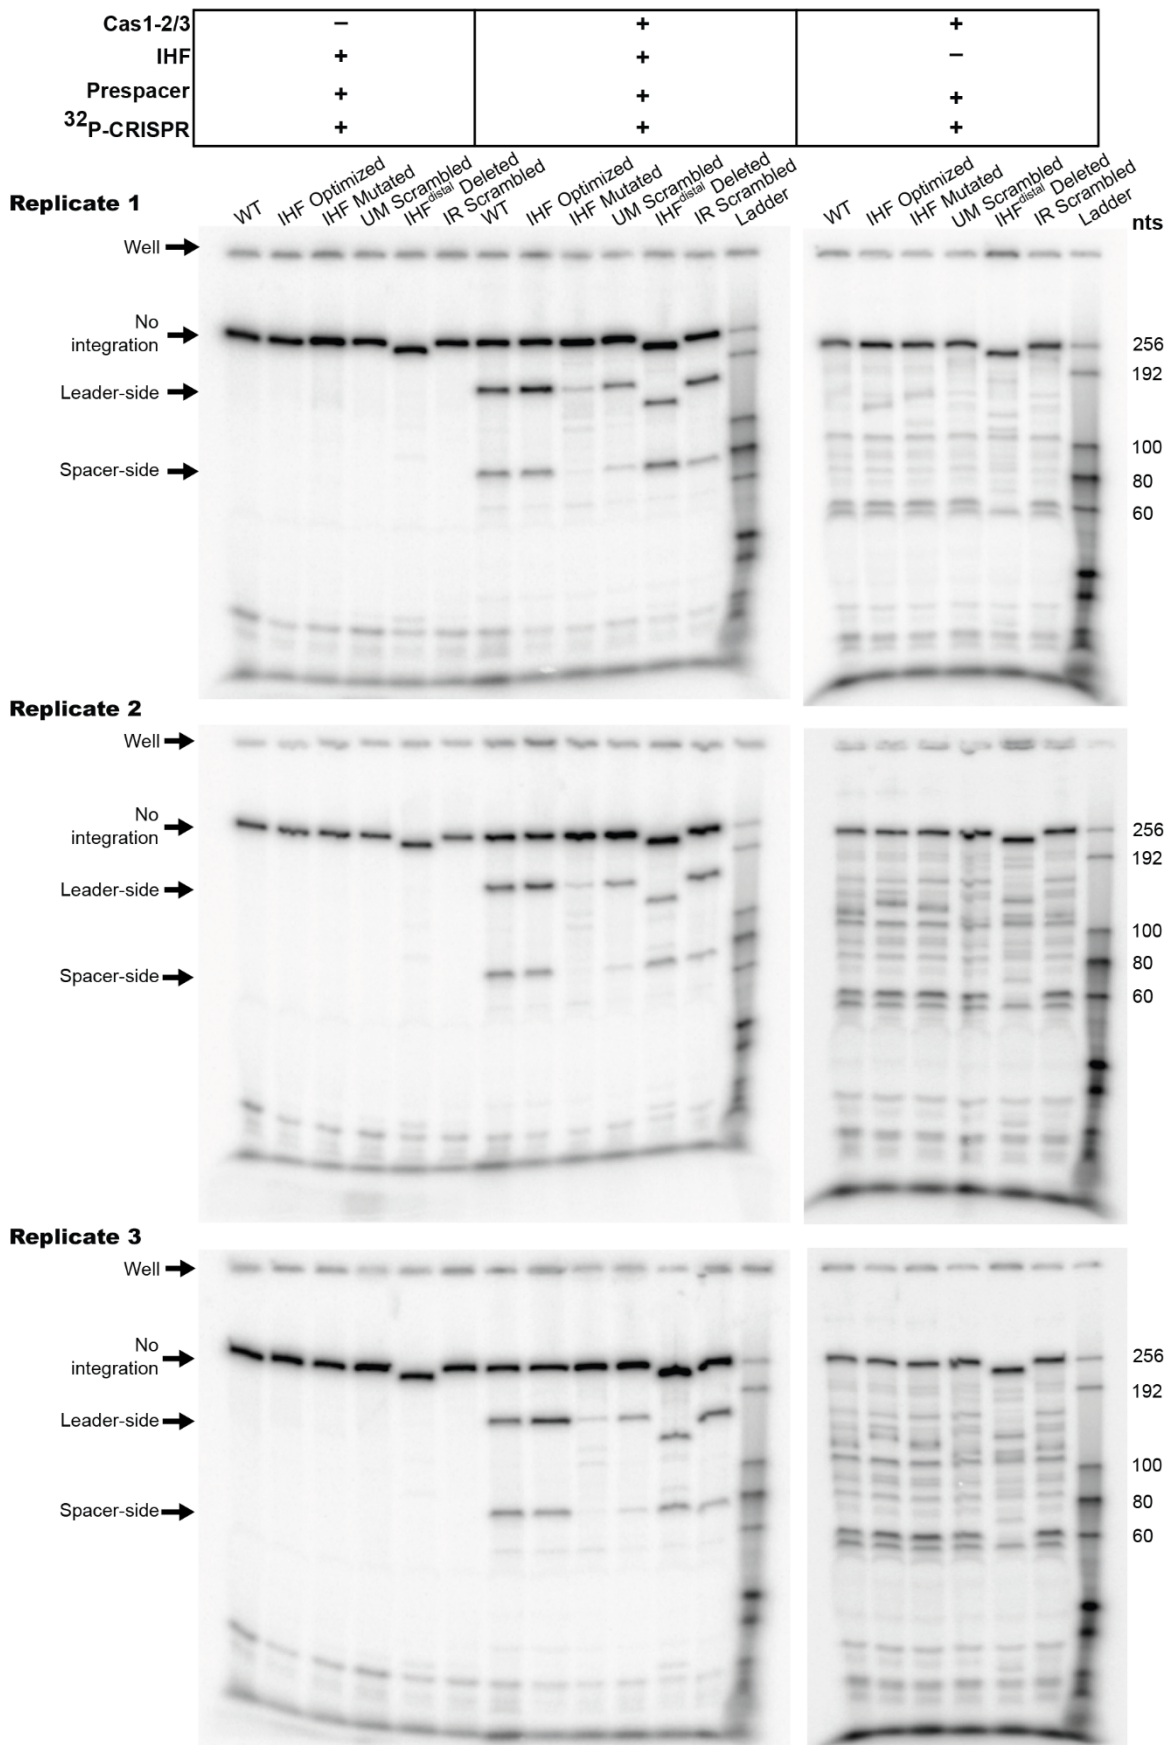 Cas1-2/3 − + +
IHF + + −
Prespacer + + +
32P-CRISPR + + +
Replicate 1
WT IHF Optimized IHF Mutated UM Scrambled IHFdistal Deleted IR Scrambled WT IHF Optimized IHF Mutated UM Scrambled IHFdistal Deleted IR Scrambled Ladder WT IHF Optimized IHF Mutated UM Scrambled IHFdistal Deleted IR Scrambled Ladder
nts
Well
No
integration
256
192
Leader-side
100
Spacer-side
80
60
Replicate 2
Well
No
integration
256
192
Leader-side
100
Spacer-side
80
60
Replicate 3
Well
No
integration
256
192
Leader-side
100
Spacer-side
80
60